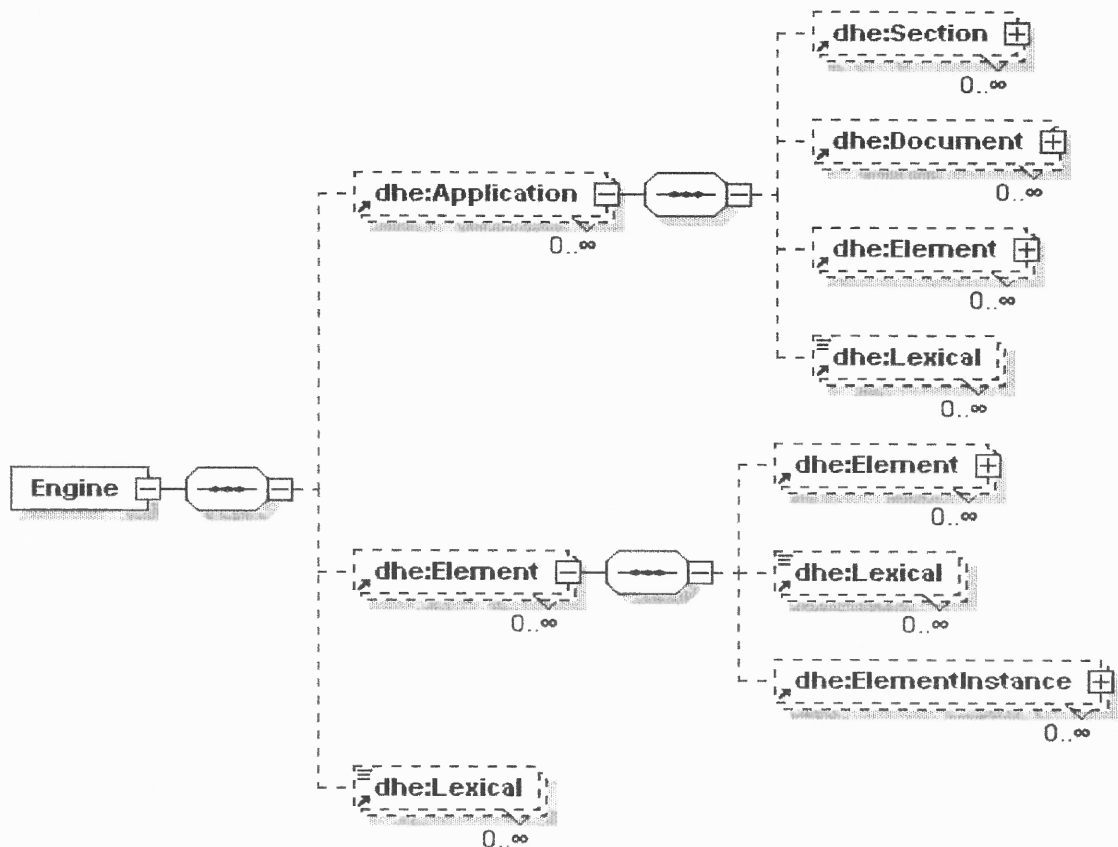 dhe:Section
0..∞
dhe:Document
0..∞
dhe:Application
0..∞
dhe:Element
0..∞
dhe:Lexical
0..∞
Engine
dhe:Element
0..∞
dhe:Element
0..∞
dhe:Lexical
0..∞
dhe:ElementInstance
0..∞
dhe:Lexical
0..∞